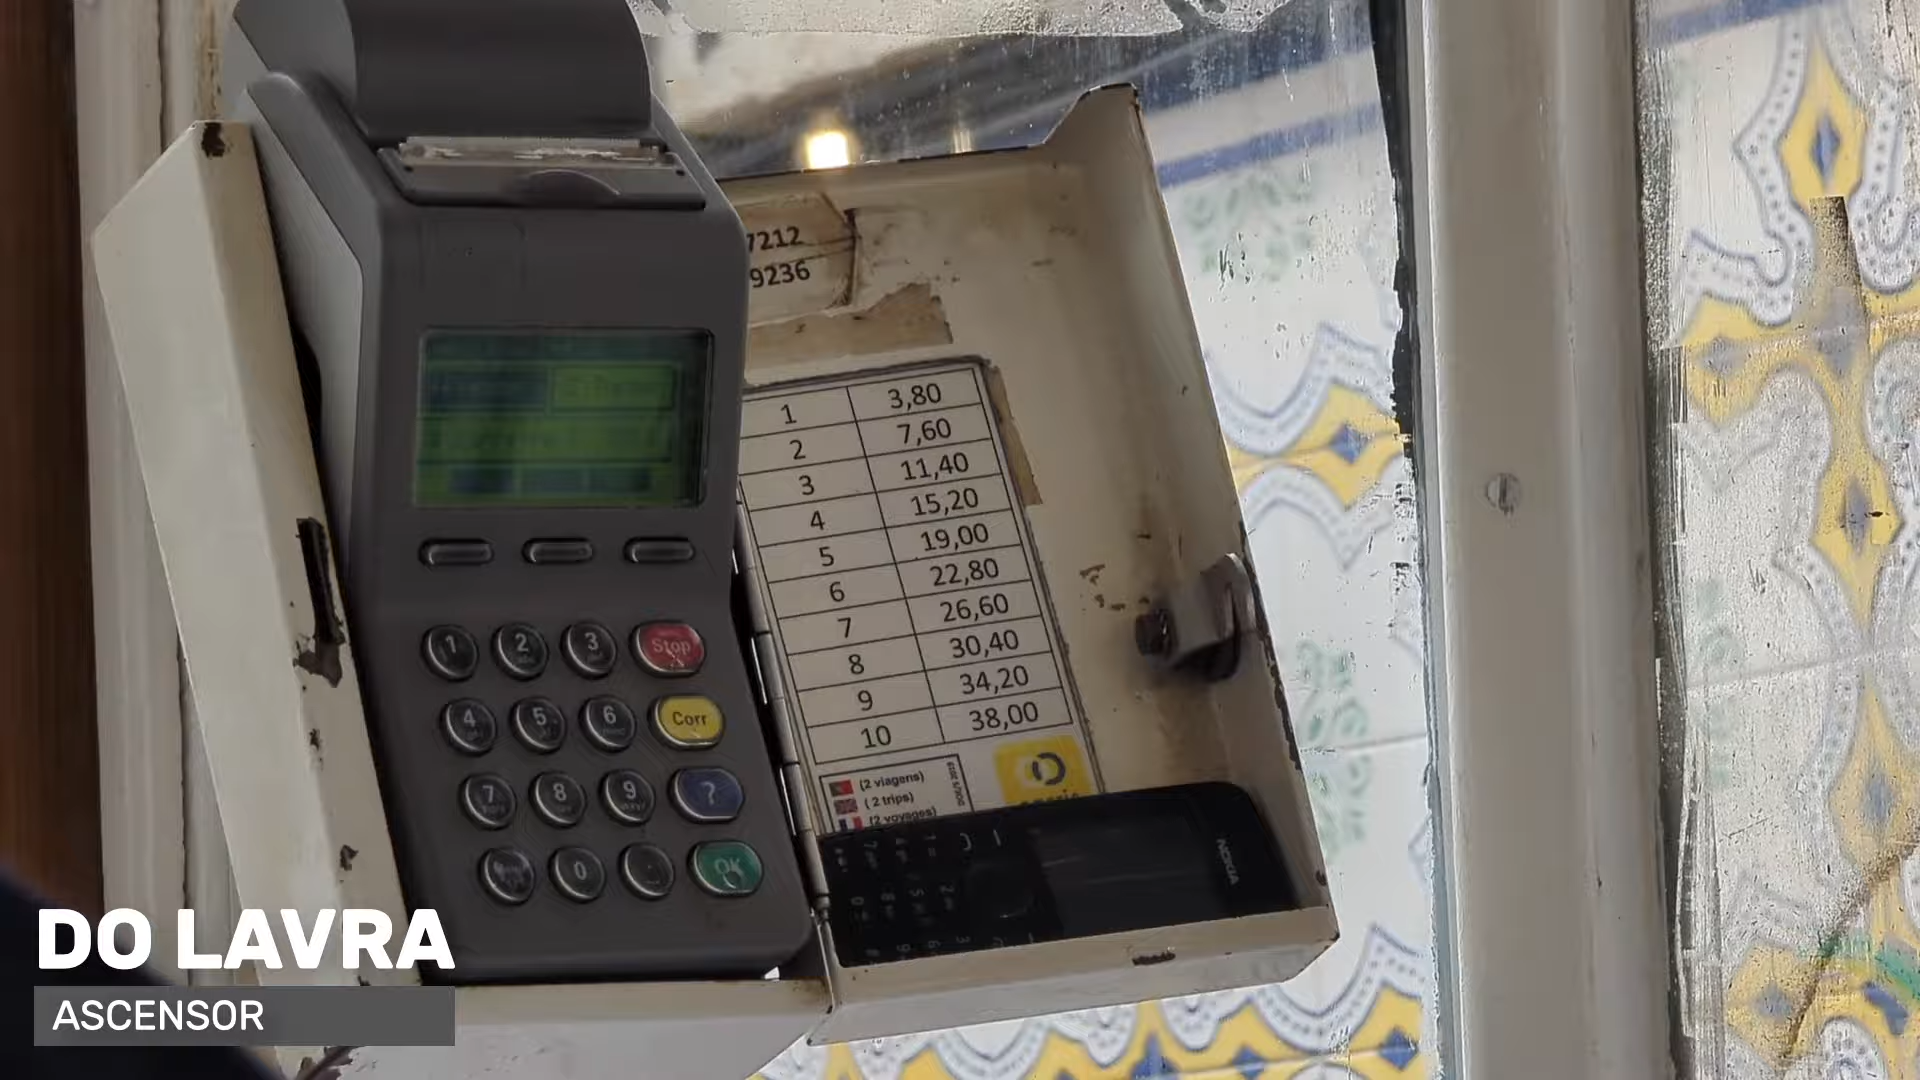 7212
9236
1 3,80
2 7,60
3 11,40
4 15,20
5 19,00
6 22,80
7 26,60
8 30,40
9 34,20
10 38,00
(2 viagens)
( 2 trips)
(2 voyages)
1 2 3 Stop
4 5 6 Corr
7 8 9 ?
0 OK
NOKIA
DO LAVRA
ASCENSOR